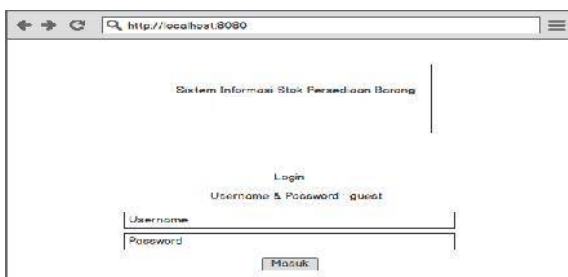 http://localhost:8080
Sistem Informasi Stok Persediaan Barang
Login
Username & Password : guest
Username
Password
Masuk